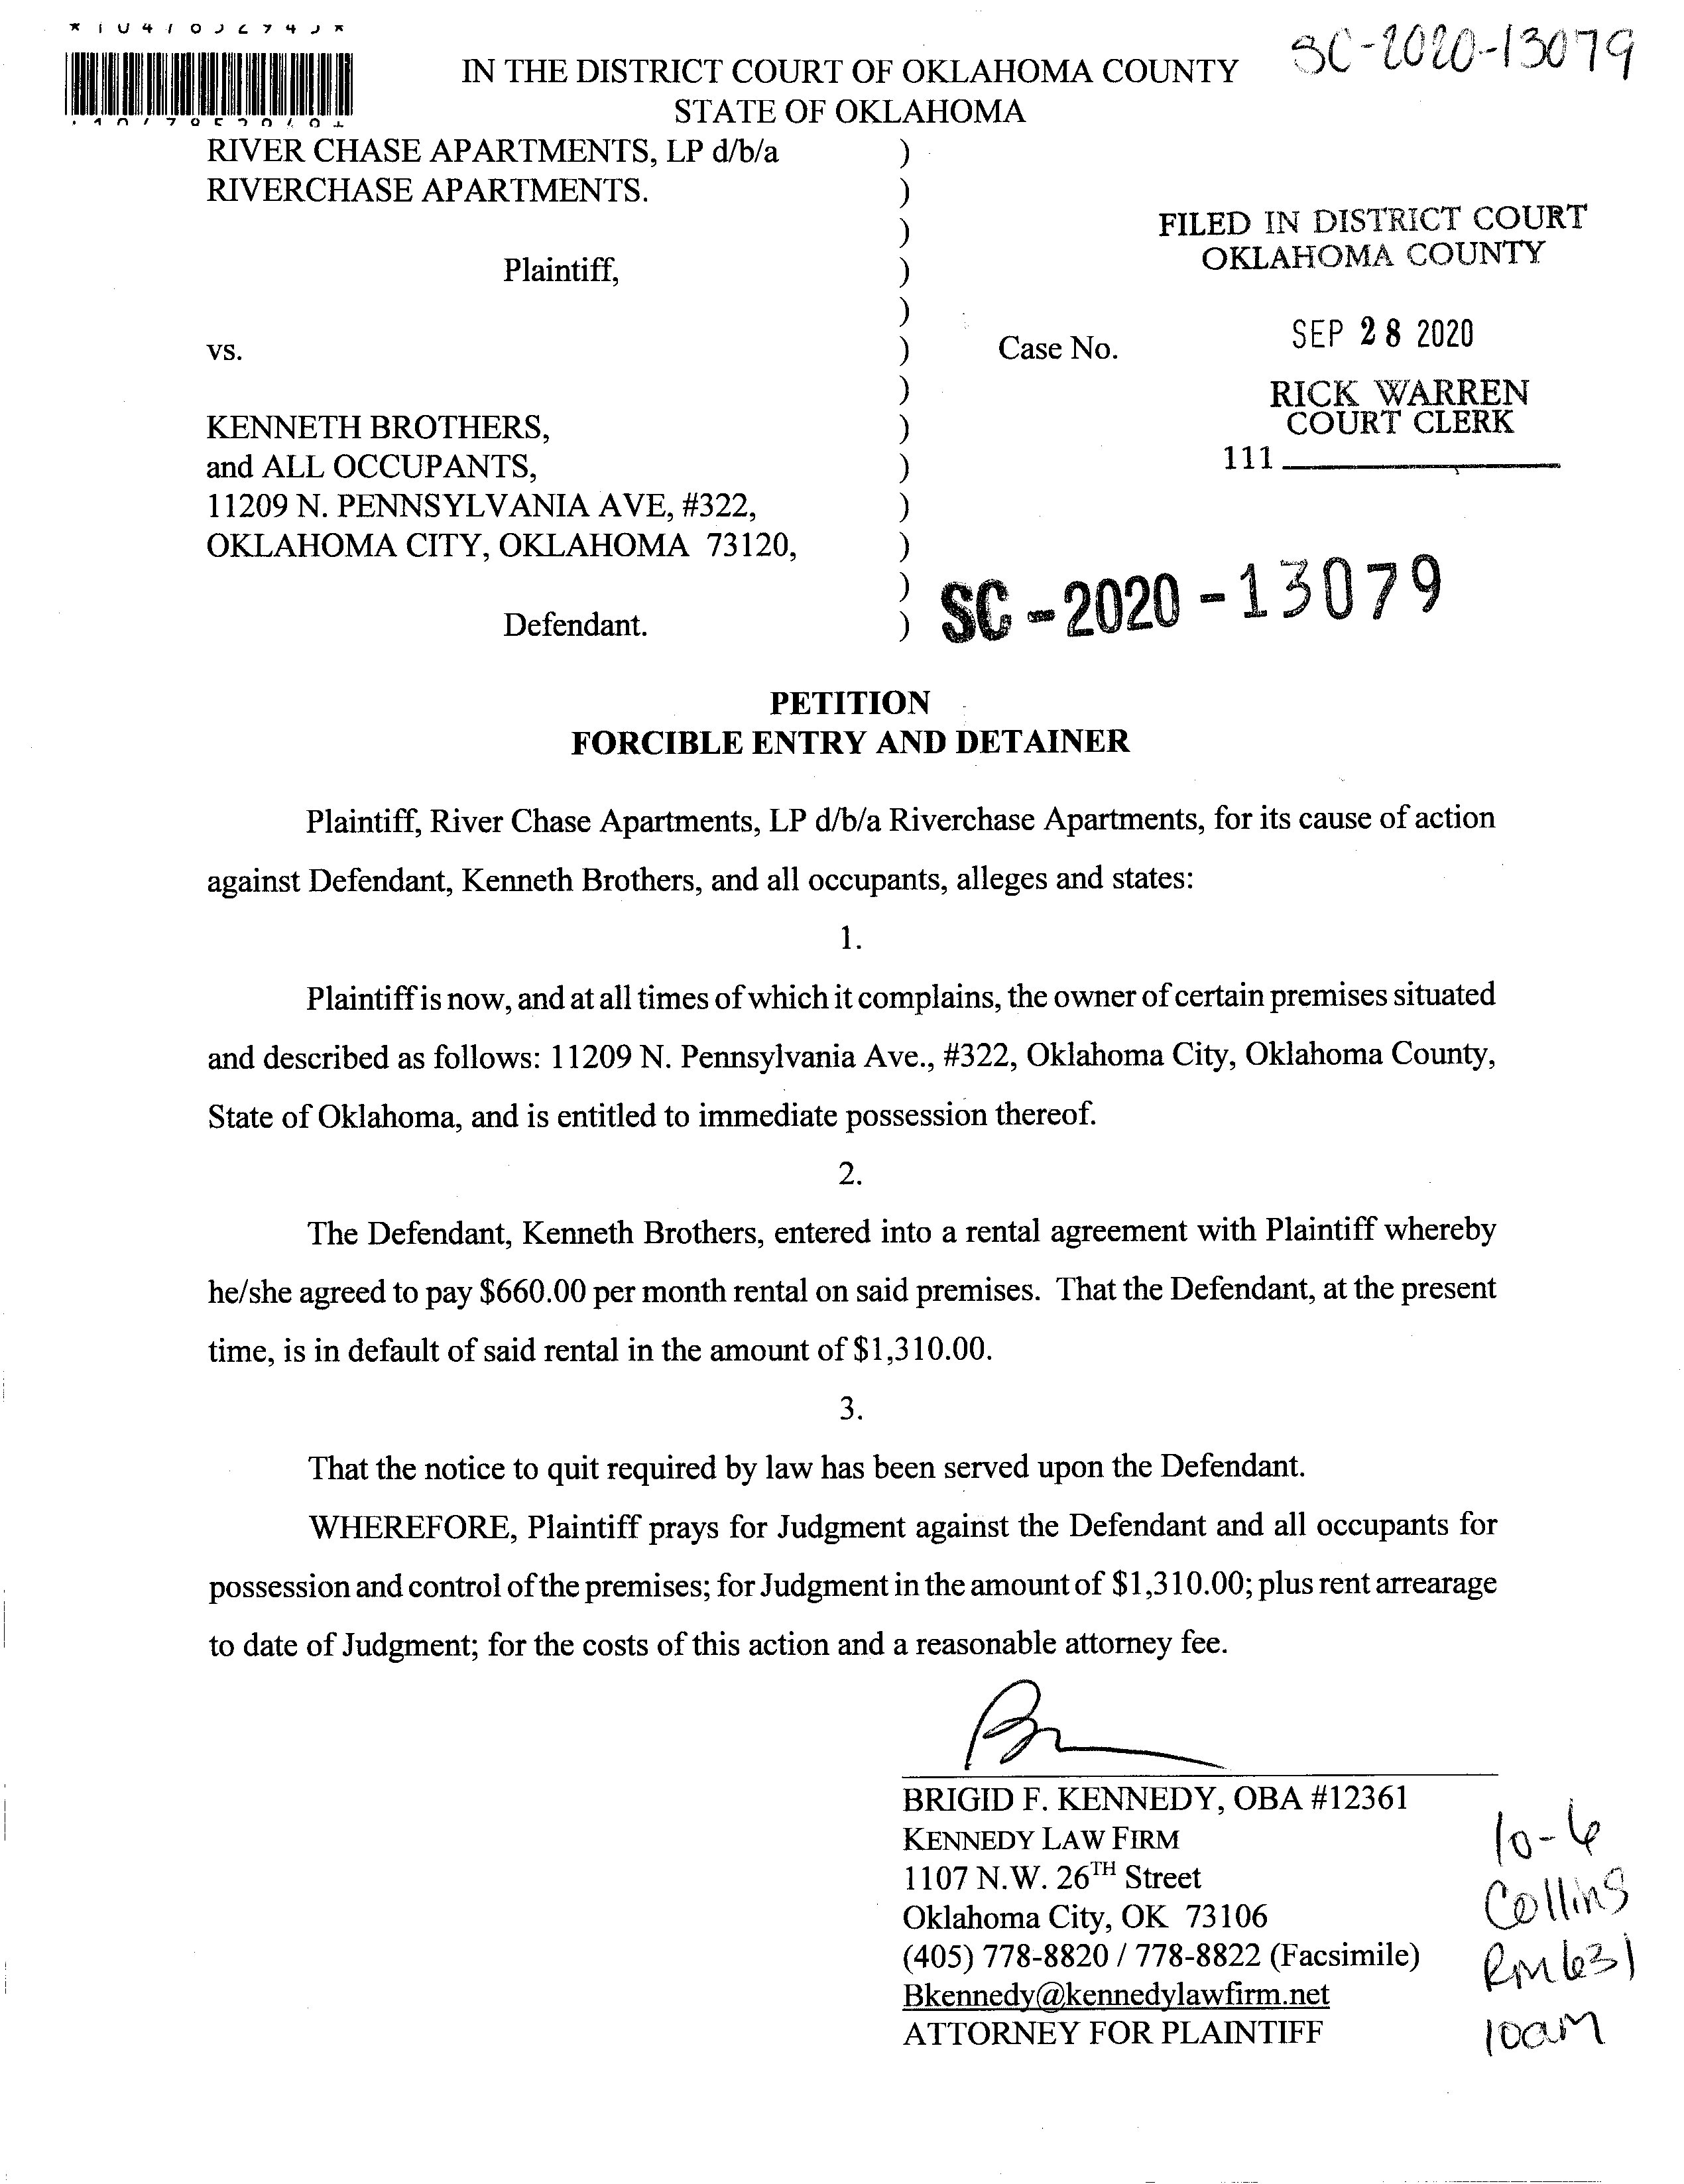 SC-2020-13079
IN THE DISTRICT COURT OF OKLAHOMA COUNTY
STATE OF OKLAHOMA
RIVER CHASE APARTMENTS, LP d/b/a )
RIVERCHASE APARTMENTS. )
)
Plaintiff, )
)
vs. ) Case No.
)
KENNETH BROTHERS, )
and ALL OCCUPANTS, )
11209 N. PENNSYLVANIA AVE, #322, )
OKLAHOMA CITY, OKLAHOMA 73120, )
)
Defendant. )
FILED IN DISTRICT COURT
OKLAHOMA COUNTY
SEP 28 2020
RICK WARREN
COURT CLERK
111
SC-2020-13079
PETITION
FORCIBLE ENTRY AND DETAINER
Plaintiff, River Chase Apartments, LP d/b/a Riverchase Apartments, for its cause of action
against Defendant, Kenneth Brothers, and all occupants, alleges and states:
1.
Plaintiff is now, and at all times of which it complains, the owner of certain premises situated
and described as follows: 11209 N. Pennsylvania Ave., #322, Oklahoma City, Oklahoma County,
State of Oklahoma, and is entitled to immediate possession thereof.
2.
The Defendant, Kenneth Brothers, entered into a rental agreement with Plaintiff whereby
he/she agreed to pay $660.00 per month rental on said premises. That the Defendant, at the present
time, is in default of said rental in the amount of $1,310.00.
3.
That the notice to quit required by law has been served upon the Defendant.
WHEREFORE, Plaintiff prays for Judgment against the Defendant and all occupants for
possession and control of the premises; for Judgment in the amount of $1,310.00; plus rent arrearage
to date of Judgment; for the costs of this action and a reasonable attorney fee.
BRIGID F. KENNEDY, OBA #12361
KENNEDY LAW FIRM
1107 N.W. 26TH Street
Oklahoma City, OK 73106
(405) 778-8820 / 778-8822 (Facsimile)
Bkennedy@kennedylawfirm.net
ATTORNEY FOR PLAINTIFF
10-6
Collins
Rm 631
10am